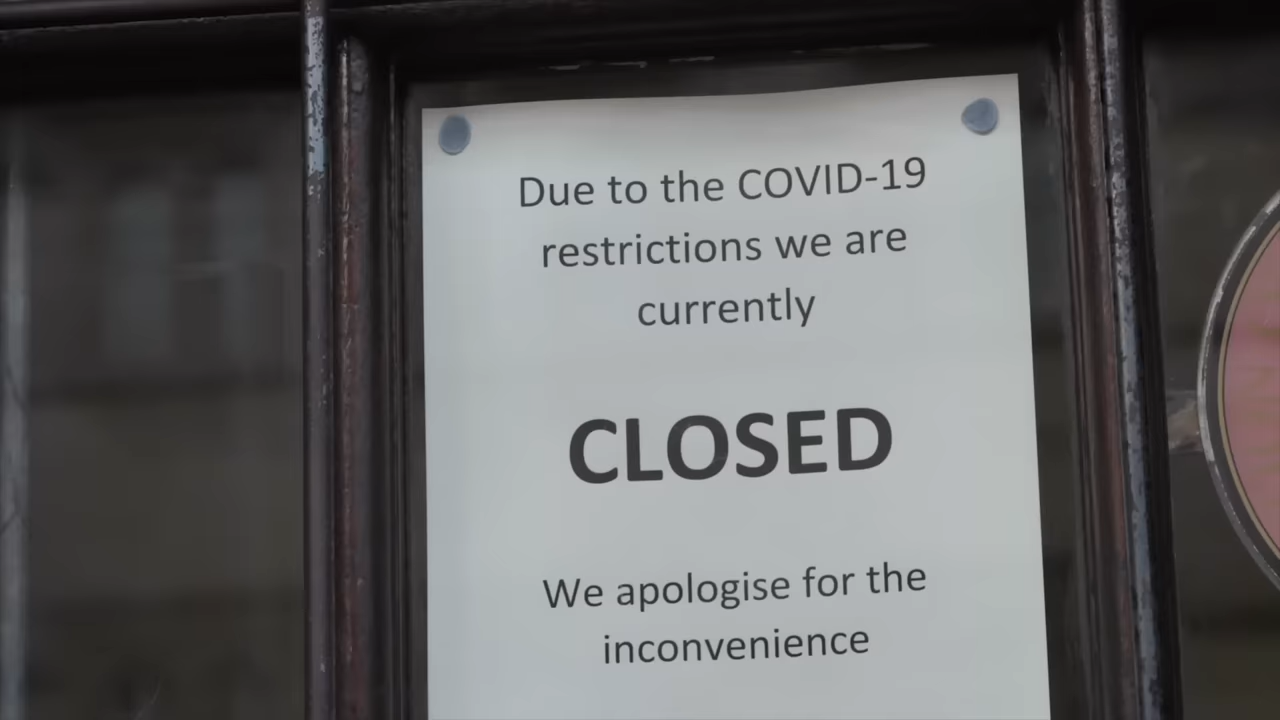 Due to the COVID-19
restrictions we are
currently
CLOSED
We apologise for the
inconvenience